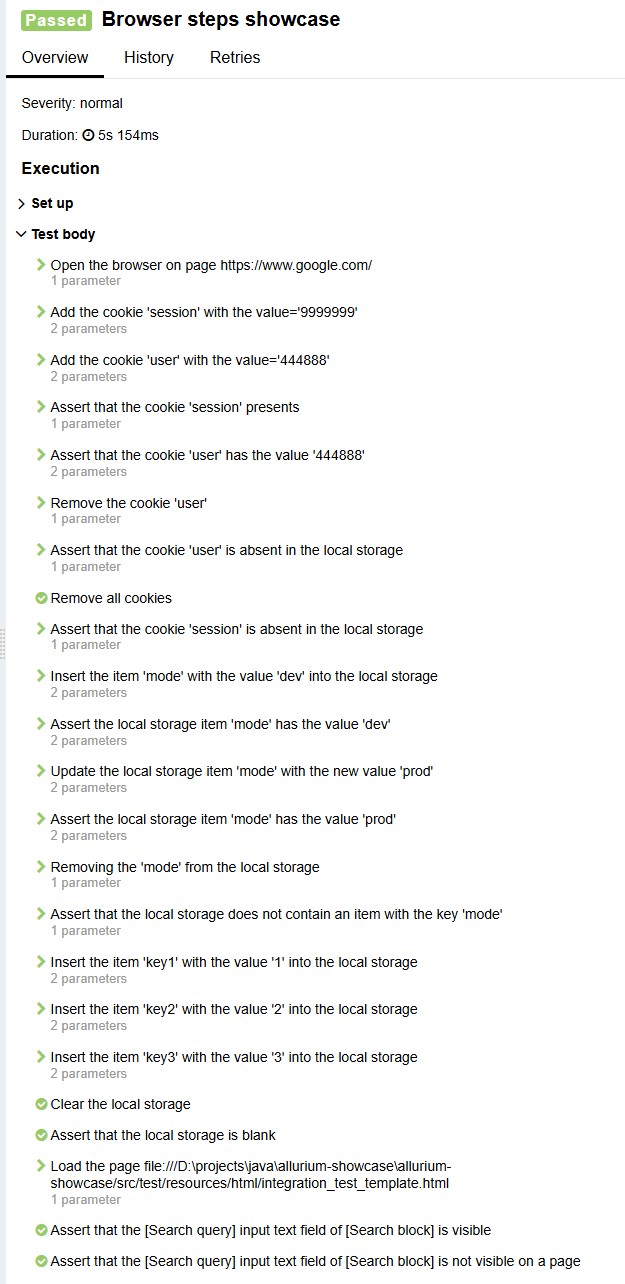 Passed Browser steps showcase
Overview History Retries
Severity: normal
Duration: 5s 154ms
Execution
Set up
Test body
Open the browser on page https://www.google.com/
1 parameter
Add the cookie 'session' with the value='9999999'
2 parameters
Add the cookie 'user' with the value='444888'
2 parameters
Assert that the cookie 'session' presents
1 parameter
Assert that the cookie 'user' has the value '444888'
2 parameters
Remove the cookie 'user'
1 parameter
Assert that the cookie 'user' is absent in the local storage
1 parameter
Remove all cookies
Assert that the cookie 'session' is absent in the local storage
1 parameter
Insert the item 'mode' with the value 'dev' into the local storage
2 parameters
Assert the local storage item 'mode' has the value 'dev'
2 parameters
Update the local storage item 'mode' with the new value 'prod'
2 parameters
Assert the local storage item 'mode' has the value 'prod'
2 parameters
Removing the 'mode' from the local storage
1 parameter
Assert that the local storage does not contain an item with the key 'mode'
1 parameter
Insert the item 'key1' with the value '1' into the local storage
2 parameters
Insert the item 'key2' with the value '2' into the local storage
2 parameters
Insert the item 'key3' with the value '3' into the local storage
2 parameters
Clear the local storage
Assert that the local storage is blank
Load the page file:///D:\projects\java\allurium-showcase\allurium-
showcase/src/test/resources/html/integration_test_template.html
1 parameter
Assert that the [Search query] input text field of [Search block] is visible
Assert that the [Search query] input text field of [Search block] is not visible on a page